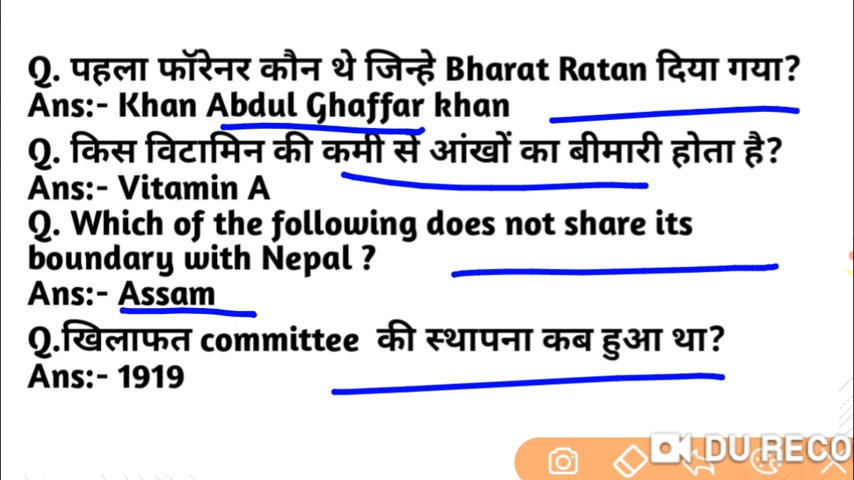 Q. पहला फॉरेनर कौन थे जिन्हे Bharat Ratan दिया गया?
Ans:- Khan Abdul Ghaffar khan
Q. किस विटामिन की कमी से आंखों का बीमारी होता है?
Ans:- Vitamin A
Q. Which of the following does not share its
boundary with Nepal ?
Ans:- Assam
Q.खिलाफत committee की स्थापना कब हुआ था?
Ans:- 1919
DU RECO